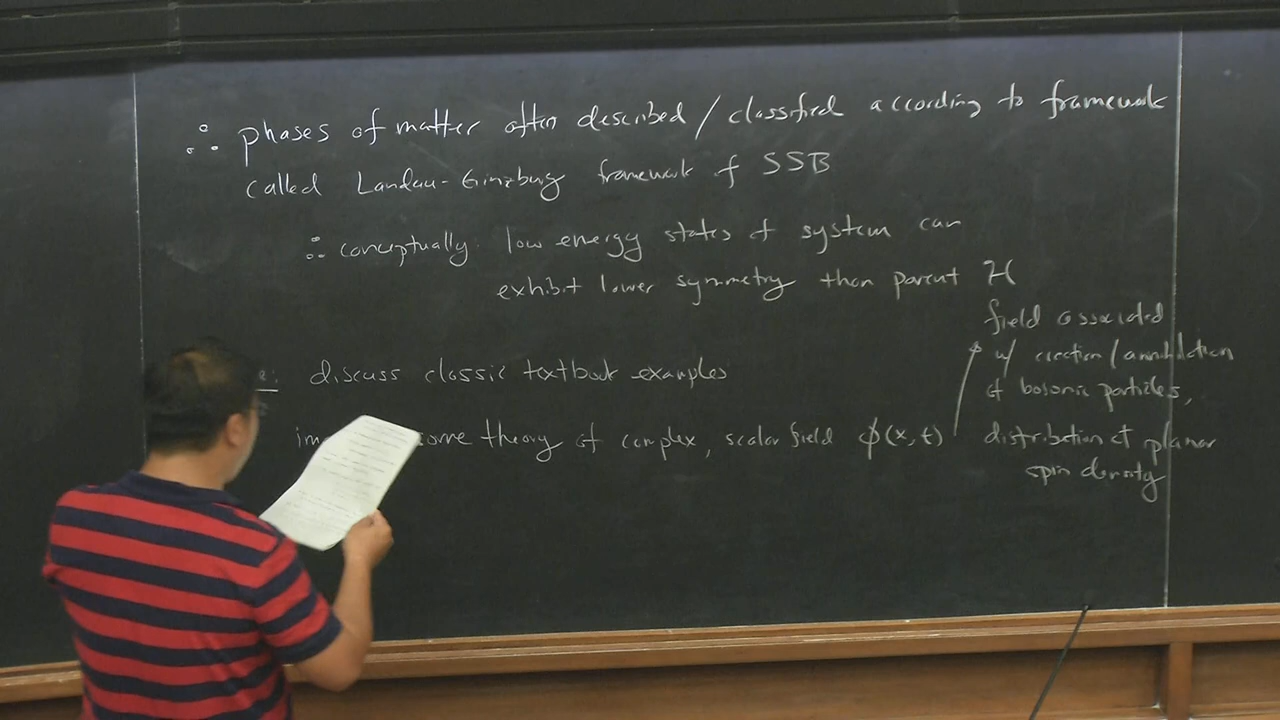 ∴ phases of matter often described / classified according to framework
called Landau-Ginzburg framework of SSB
∴ conceptually: low energy states of system can
exhibit lower symmetry than parent H
discuss classic textbook examples
some theory of complex, scalar field ϕ(x, t)
field associated
w/ creation/annihilation
of bosonic particles,
distribution of planar
spin density